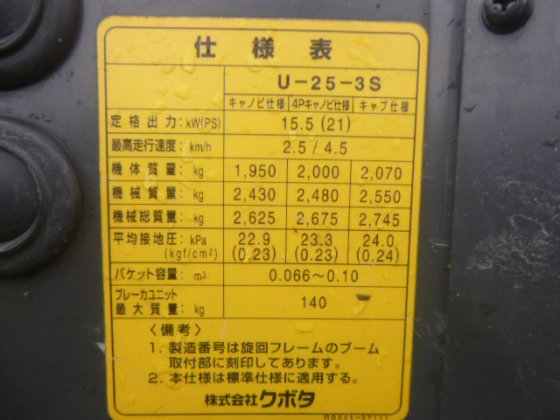 仕様表
U-25-3S
キャノピ仕様 4Pキャノピ仕様 キャブ仕様
定格出力:kW(PS) 15.5(21)
最高走行速度:km/h 2.5/4.5
機体質量:kg 1,950 2,000 2,070
機械質量:kg 2,430 2,480 2,550
機械総質量:kg 2,625 2,675 2,745
平均接地圧:kPa 22.9 23.3 24.0
(kgf/cm²) (0.23) (0.23) (0.24)
バケット容量:m³ 0.066~0.10
ブレーカユニット
最大質量:kg 140
〈備考〉
1. 製造番号は旋回フレームのブーム
取付部に刻印してあります。
2. 本仕様は標準仕様に適用する。
株式会社クボタ